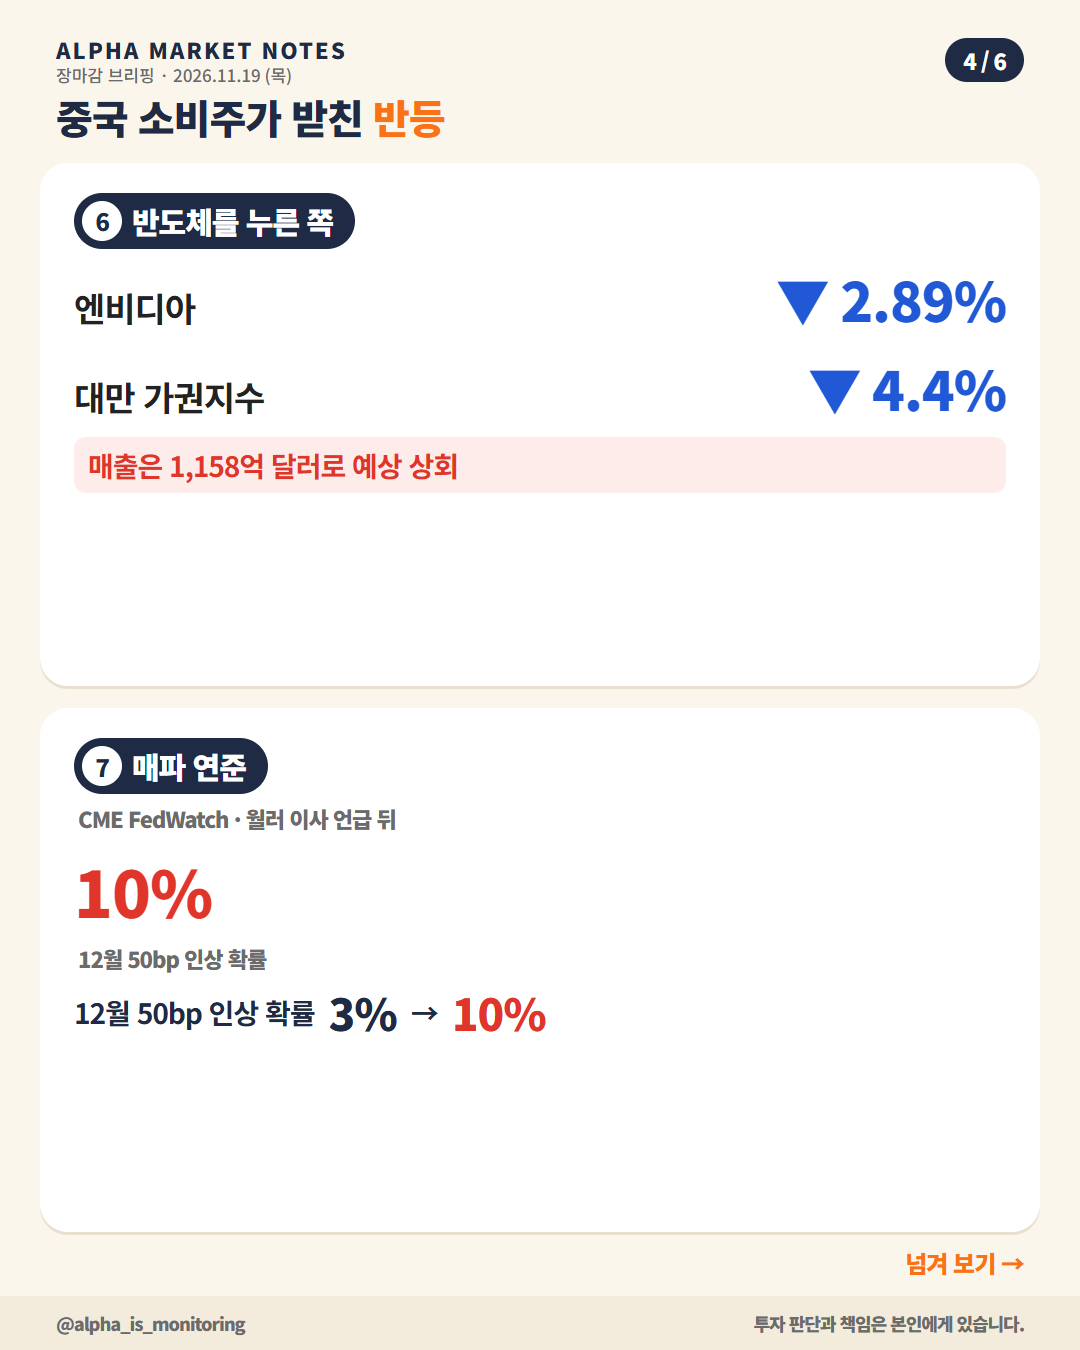 ALPHA MARKET NOTES
장마감 브리핑 · 2026.11.19 (목)
4 / 6
중국 소비주가 받친 반등
6 반도체를 누른 쪽
엔비디아 ▼ 2.89%
대만 가권지수 ▼ 4.4%
매출은 1,158억 달러로 예상 상회
7 매파 연준
CME FedWatch · 월러 이사 언급 뒤
10%
12월 50bp 인상 확률
12월 50bp 인상 확률 3% → 10%
넘겨 보기 →
@alpha_is_monitoring
투자 판단과 책임은 본인에게 있습니다.